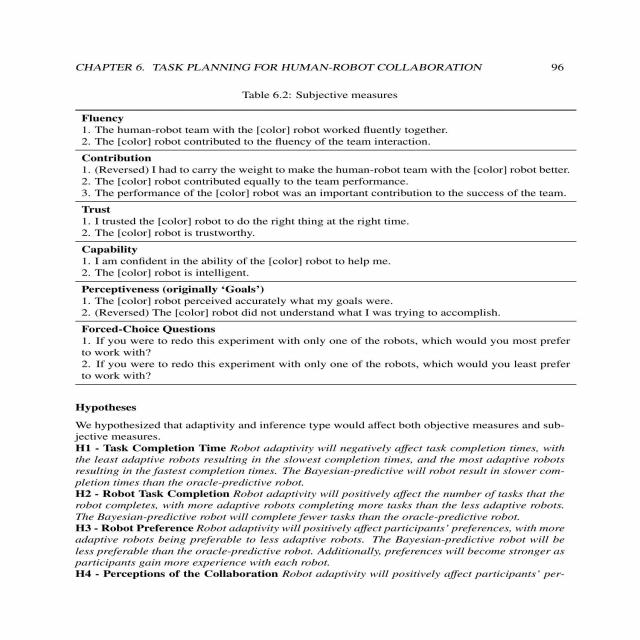 CHAPTER 6. TASK PLANNING FOR HUMAN-ROBOT COLLABORATION 96
Table 6.2: Subjective measures
Fluency
1. The human-robot team with the [color] robot worked fluently together.
2. The [color] robot contributed to the fluency of the team interaction.
Contribution
1. (Reversed) I had to carry the weight to make the human-robot team with the [color] robot better.
2. The [color] robot contributed equally to the team performance.
3. The performance of the [color] robot was an important contribution to the success of the team.
Trust
1. I trusted the [color] robot to do the right thing at the right time.
2. The [color] robot is trustworthy.
Capability
1. I am confident in the ability of the [color] robot to help me.
2. The [color] robot is intelligent.
Perceptiveness (originally ‘Goals’)
1. The [color] robot perceived accurately what my goals were.
2. (Reversed) The [color] robot did not understand what I was trying to accomplish.
Forced-Choice Questions
1. If you were to redo this experiment with only one of the robots, which would you most prefer
to work with?
2. If you were to redo this experiment with only one of the robots, which would you least prefer
to work with?
Hypotheses
We hypothesized that adaptivity and inference type would affect both objective measures and sub-
jective measures.
H1 - Task Completion Time Robot adaptivity will negatively affect task completion times, with
the least adaptive robots resulting in the slowest completion times, and the most adaptive robots
resulting in the fastest completion times. The Bayesian-predictive will robot result in slower com-
pletion times than the oracle-predictive robot.
H2 - Robot Task Completion Robot adaptivity will positively affect the number of tasks that the
robot completes, with more adaptive robots completing more tasks than the less adaptive robots.
The Bayesian-predictive robot will complete fewer tasks than the oracle-predictive robot.
H3 - Robot Preference Robot adaptivity will positively affect participants’ preferences, with more
adaptive robots being preferable to less adaptive robots. The Bayesian-predictive robot will be
less preferable than the oracle-predictive robot. Additionally, preferences will become stronger as
participants gain more experience with each robot.
H4 - Perceptions of the Collaboration Robot adaptivity will positively affect participants’ per-